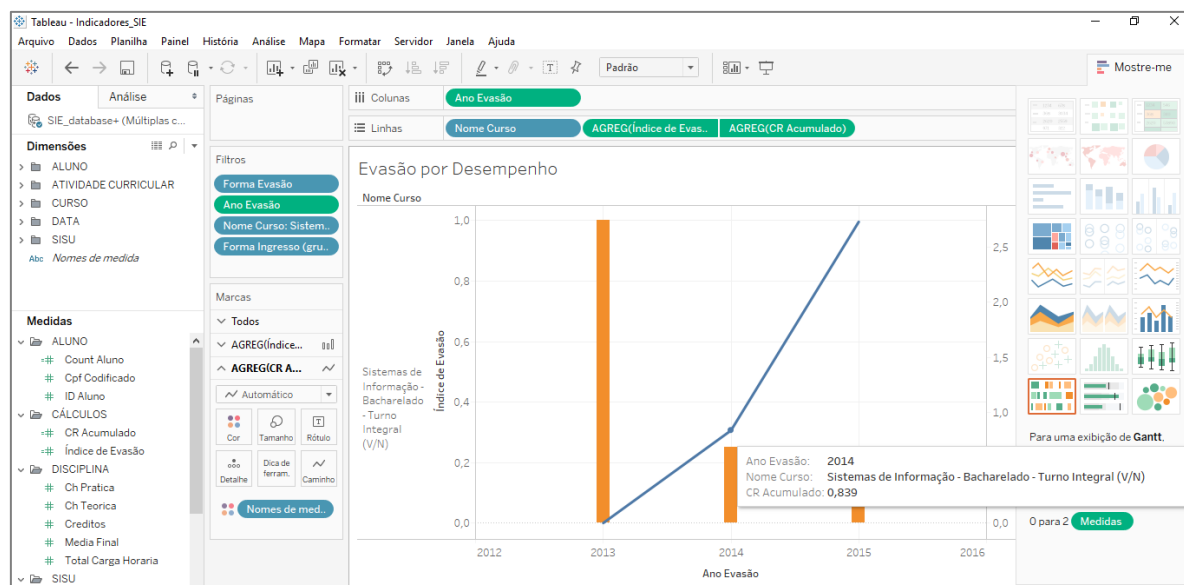 Tableau - Indicadores_SIE
Arquivo Dados Planilha Painel História Análise Mapa Formatar Servidor Janela Ajuda
Padrão
Mostre-me
Dados Análise
SIE_database+ (Múltiplas c...
Dimensões
ALUNO
ATIVIDADE CURRICULAR
CURSO
DATA
SISU
Abc Nomes de medida
Medidas
ALUNO
Count Aluno
Cpf Codificado
ID Aluno
CÁLCULOS
CR Acumulado
Índice de Evasão
DISCIPLINA
Ch Pratica
Ch Teorica
Creditos
Media Final
Total Carga Horaria
SISU
Páginas
Filtros
Forma Evasão
Ano Evasão
Nome Curso: Sistem..
Forma Ingresso (gru..
Marcas
Todos
AGREG(Índice...
AGREG(CR A...
Automático
Cor Tamanho Rótulo
Detalhe Dica de ferram. Caminho
Nomes de med..
Colunas Ano Evasão
Linhas Nome Curso AGREG(Índice de Evas.. AGREG(CR Acumulado)
Evasão por Desempenho
Nome Curso
Sistemas de
Informação -
Bacharelado
- Turno
Integral
(V/N)
Índice de Evasão
1,0
0,8
0,6
0,4
0,2
0,0
2,5
2,0
1,5
1,0
0,0
Ano Evasão: 2014
Nome Curso: Sistemas de Informação - Bacharelado - Turno Integral (V/N)
CR Acumulado: 0,839
2012 2013 2014 2015 2016
Ano Evasão
Para uma exibição de Gantt,
0 para 2 Medidas